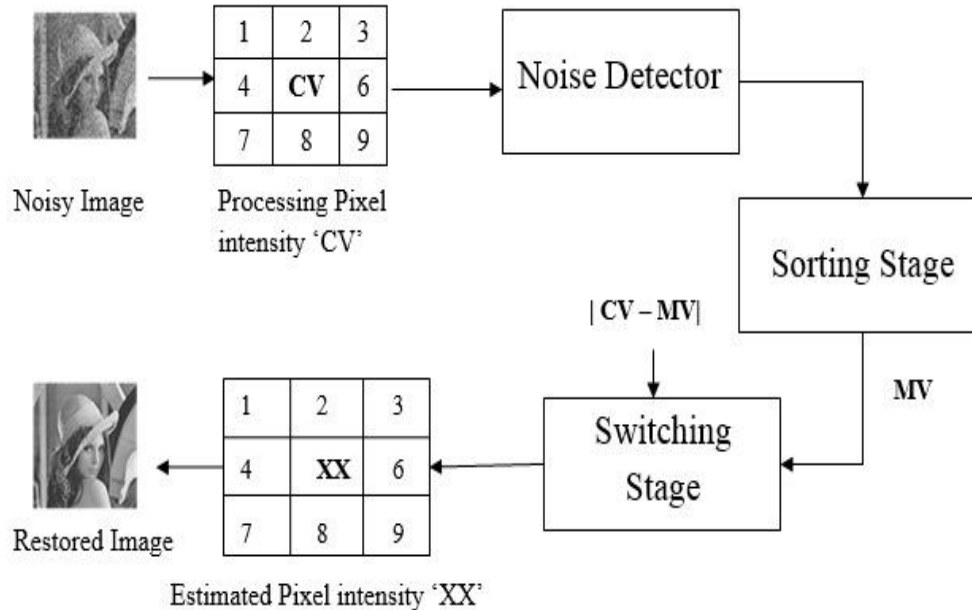 1 2 3
4 CV 6
7 8 9
Noisy Image
Processing Pixel
intensity ‘CV’
Noise Detector
Sorting Stage
MV
| CV – MV|
Switching
Stage
1 2 3
4 XX 6
7 8 9
Estimated Pixel intensity ‘XX’
Restored Image